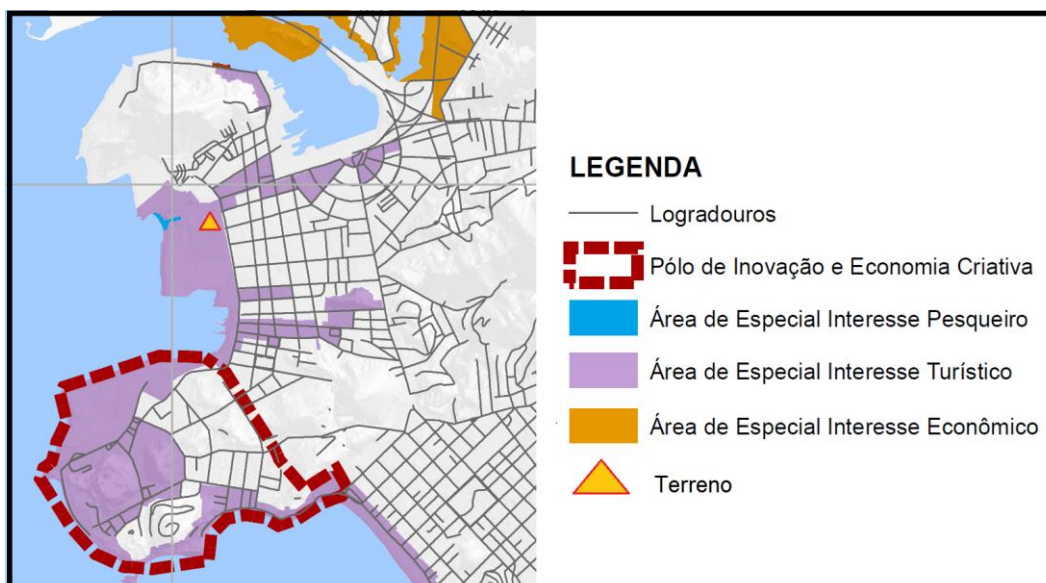 LEGENDA
Logradouros
Pólo de Inovação e Economia Criativa
Área de Especial Interesse Pesqueiro
Área de Especial Interesse Turístico
Área de Especial Interesse Econômico
Terreno